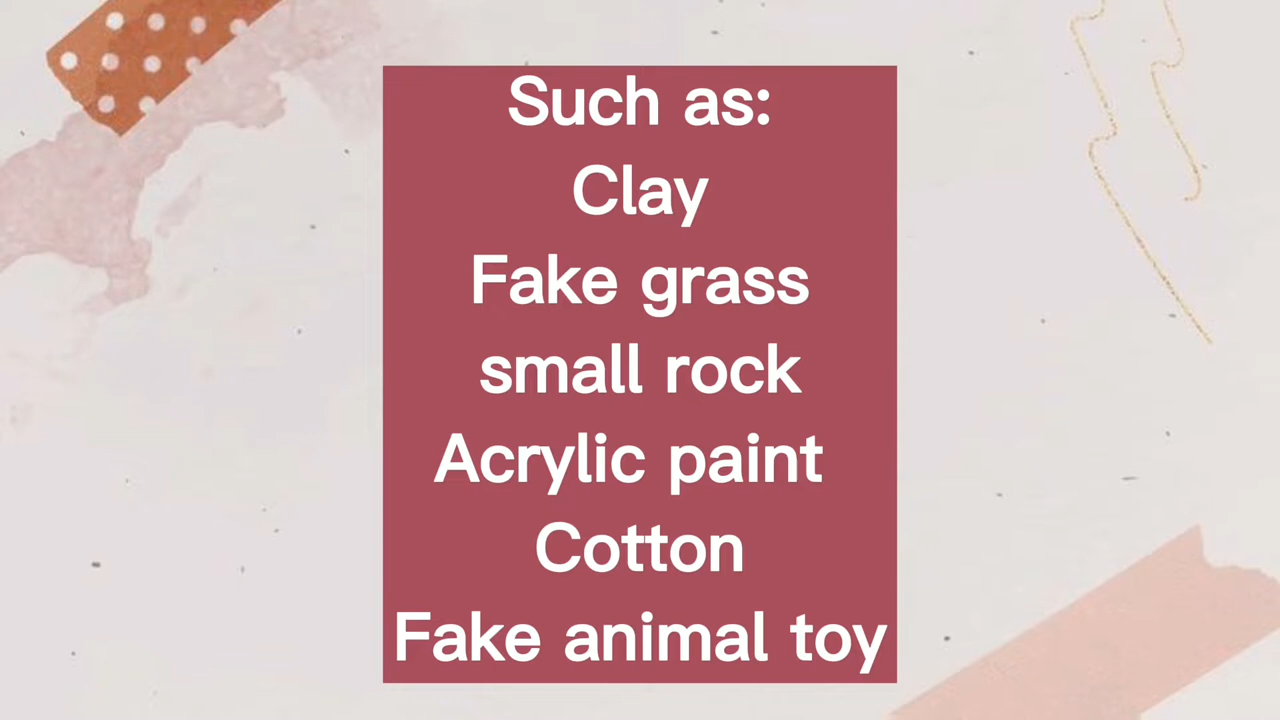 Such as:
Clay
Fake grass
small rock
Acrylic paint
Cotton
Fake animal toy